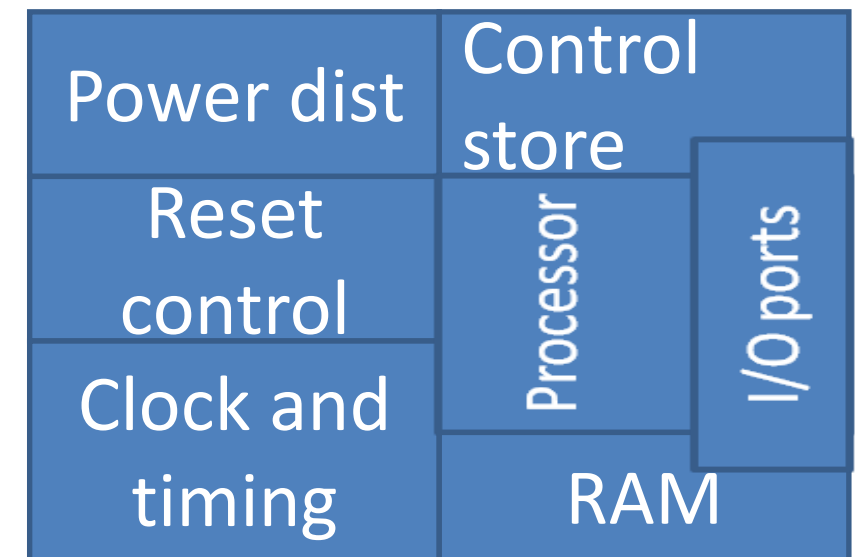 Power dist
Control
store
Reset
control
Processor
I/O ports
Clock and
timing
RAM